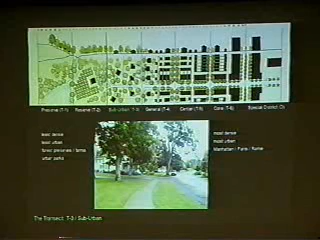 Preserve (T-1) Reserve (T-2) Sub-Urban (T-3) General (T-4) Center (T-5) Core (T-6) Special District (D)
least dense
least urban
forest preserves / farms
urban parks
most dense
most urban
Manhattan / Paris / Rome
The Transect: T-3 / Sub-Urban